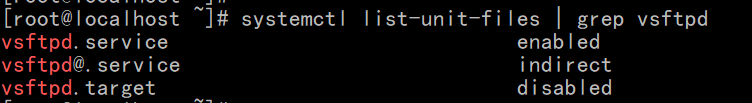 [root@localhost ~]# systemctl list-unit-files | grep vsftpd
vsftpd.service enabled
vsftpd@.service indirect
vsftpd.target disabled